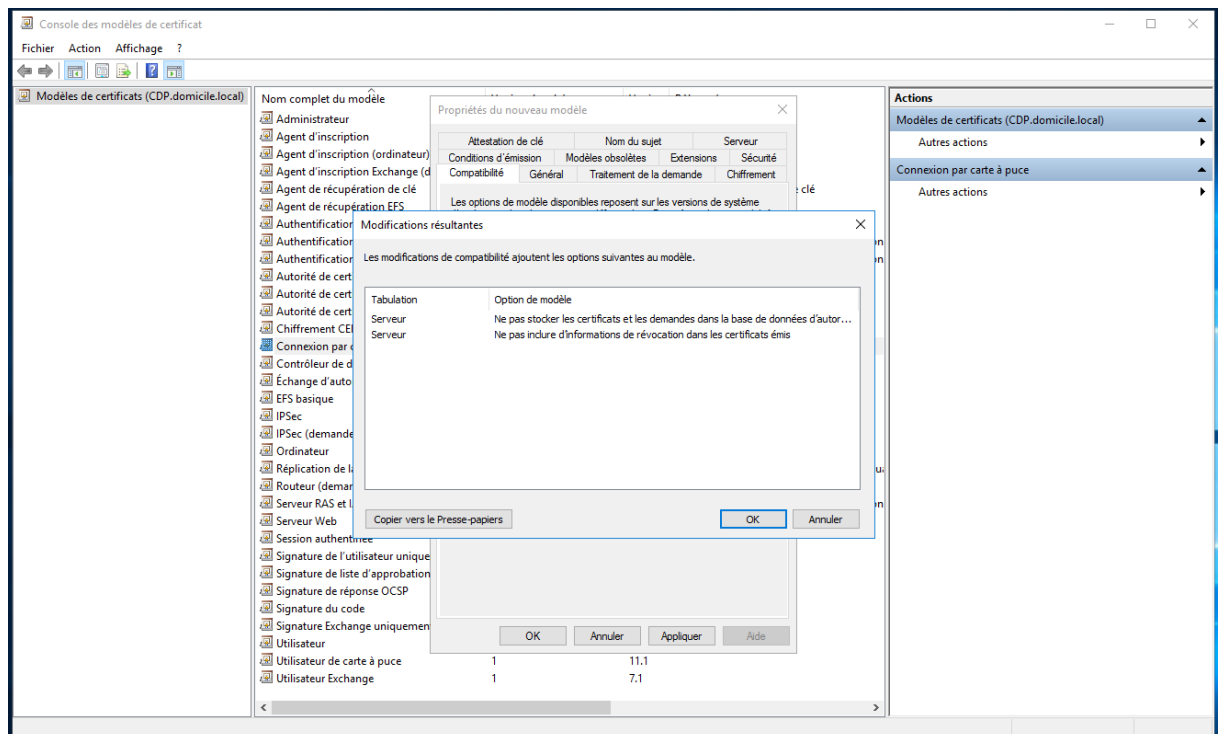 Console des modèles de certificat
Fichier Action Affichage ?
Modèles de certificats (CDP.domicile.local)
Nom complet du modèle
Administrateur
Agent d'inscription
Agent d'inscription (ordinateur)
Agent d'inscription Exchange (d
Agent de récupération de clé
Agent de récupération EFS
Authentification
Authentification
Authentification
Autorité de cert
Autorité de cert
Autorité de cert
Chiffrement CE
Connexion par c
Contrôleur de d
Échange d'auto
EFS basique
IPSec
IPSec (demande
Ordinateur
Réplication de la
Routeur (demar
Serveur RAS et I
Serveur Web
Session authentifiée
Signature de l'utilisateur unique
Signature de liste d'approbation
Signature de réponse OCSP
Signature du code
Signature Exchange uniquemen
Utilisateur
Utilisateur de carte à puce 1 11.1
Utilisateur Exchange 1 7.1
Propriétés du nouveau modèle
Attestation de clé Nom du sujet Serveur
Conditions d'émission Modèles obsolètes Extensions Sécurité
Compatibilité Général Traitement de la demande Chiffrement
Les options de modèle disponibles reposent sur les versions de système
clé
Modifications résultantes
Les modifications de compatibilité ajoutent les options suivantes au modèle.
Tabulation Option de modèle
Serveur Ne pas stocker les certificats et les demandes dans la base de données d'autor...
Serveur Ne pas inclure d'informations de révocation dans les certificats émis
Copier vers le Presse-papiers OK Annuler
OK Annuler Appliquer Aide
Actions
Modèles de certificats (CDP.domicile.local)
Autres actions
Connexion par carte à puce
Autres actions